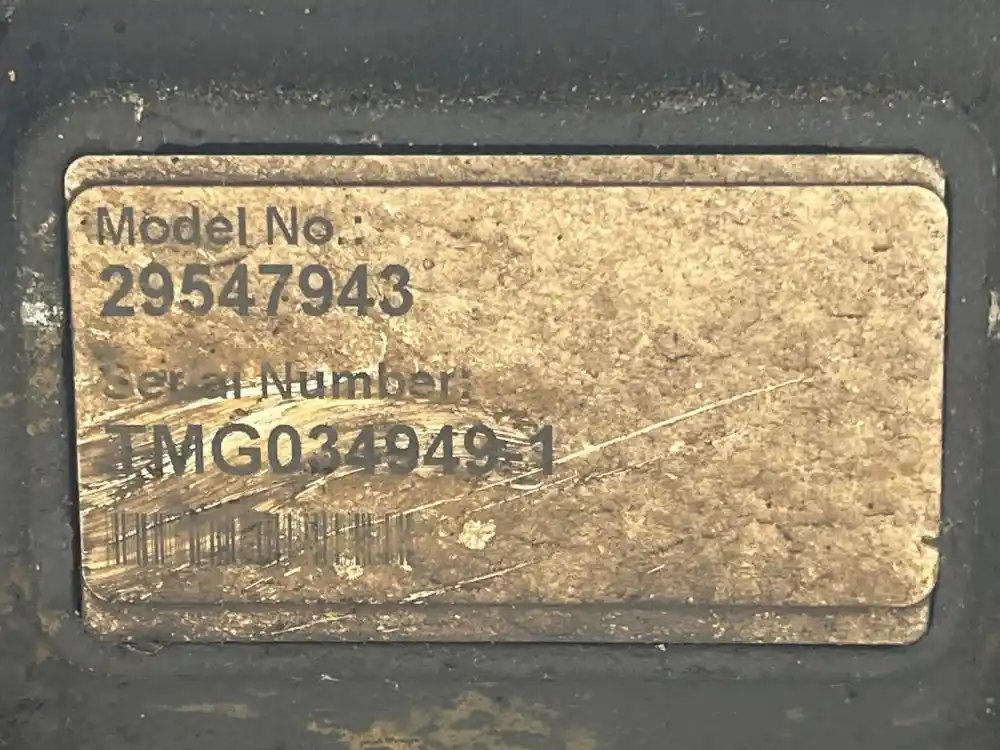 Model No.:
29547943
Serial Number:
TMG034949-1